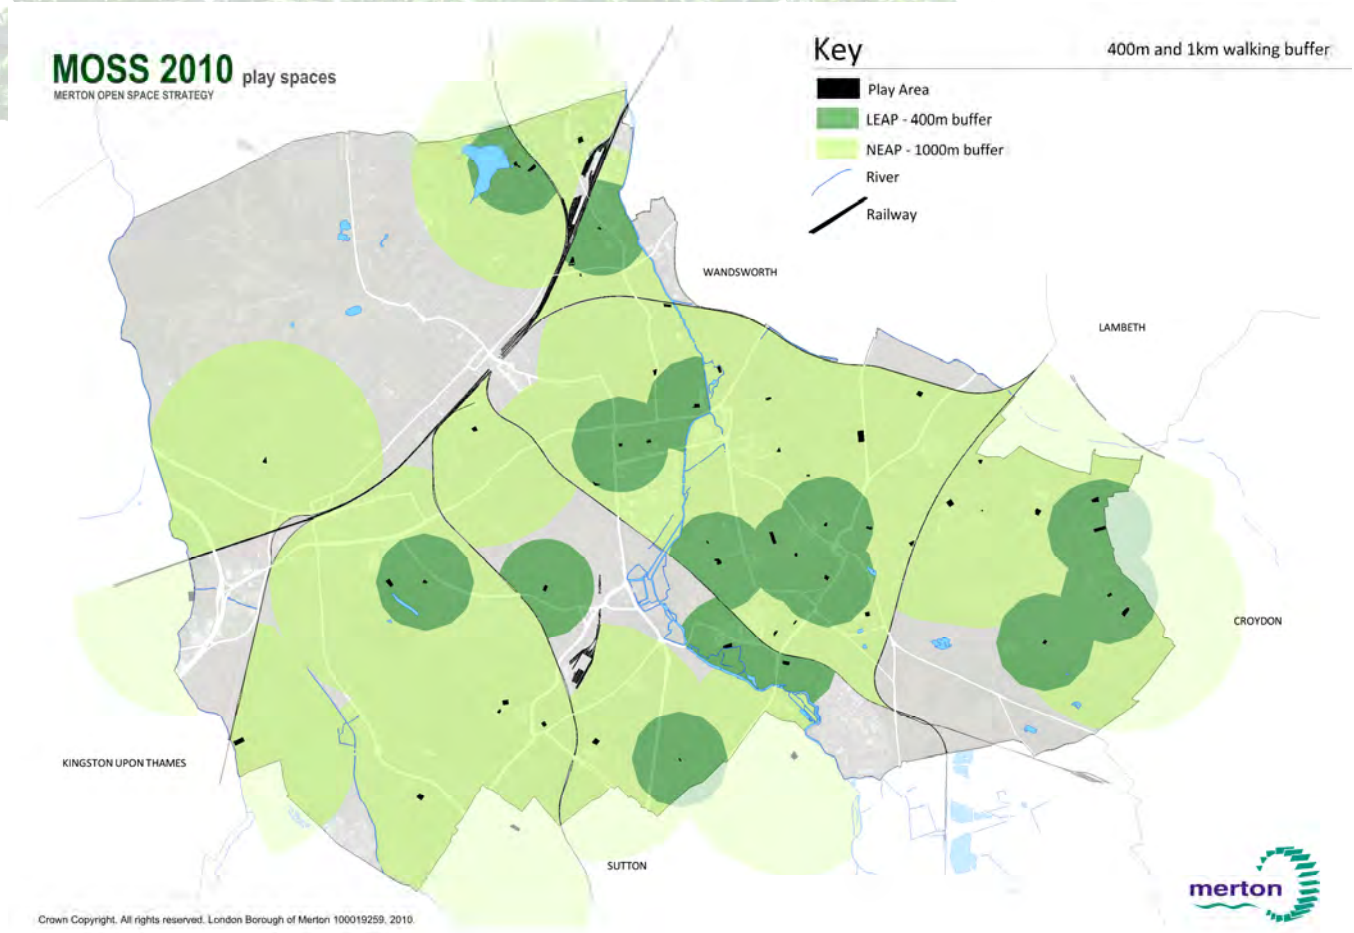 MOSS 2010 play spaces
MERTON OPEN SPACE STRATEGY
Key
400m and 1km walking buffer
Play Area
LEAP - 400m buffer
NEAP - 1000m buffer
River
Railway
WANDSWORTH
LAMBETH
CROYDON
KINGSTON UPON THAMES
SUTTON
merton
Crown Copyright. All rights reserved. London Borough of Merton 100019259, 2010.